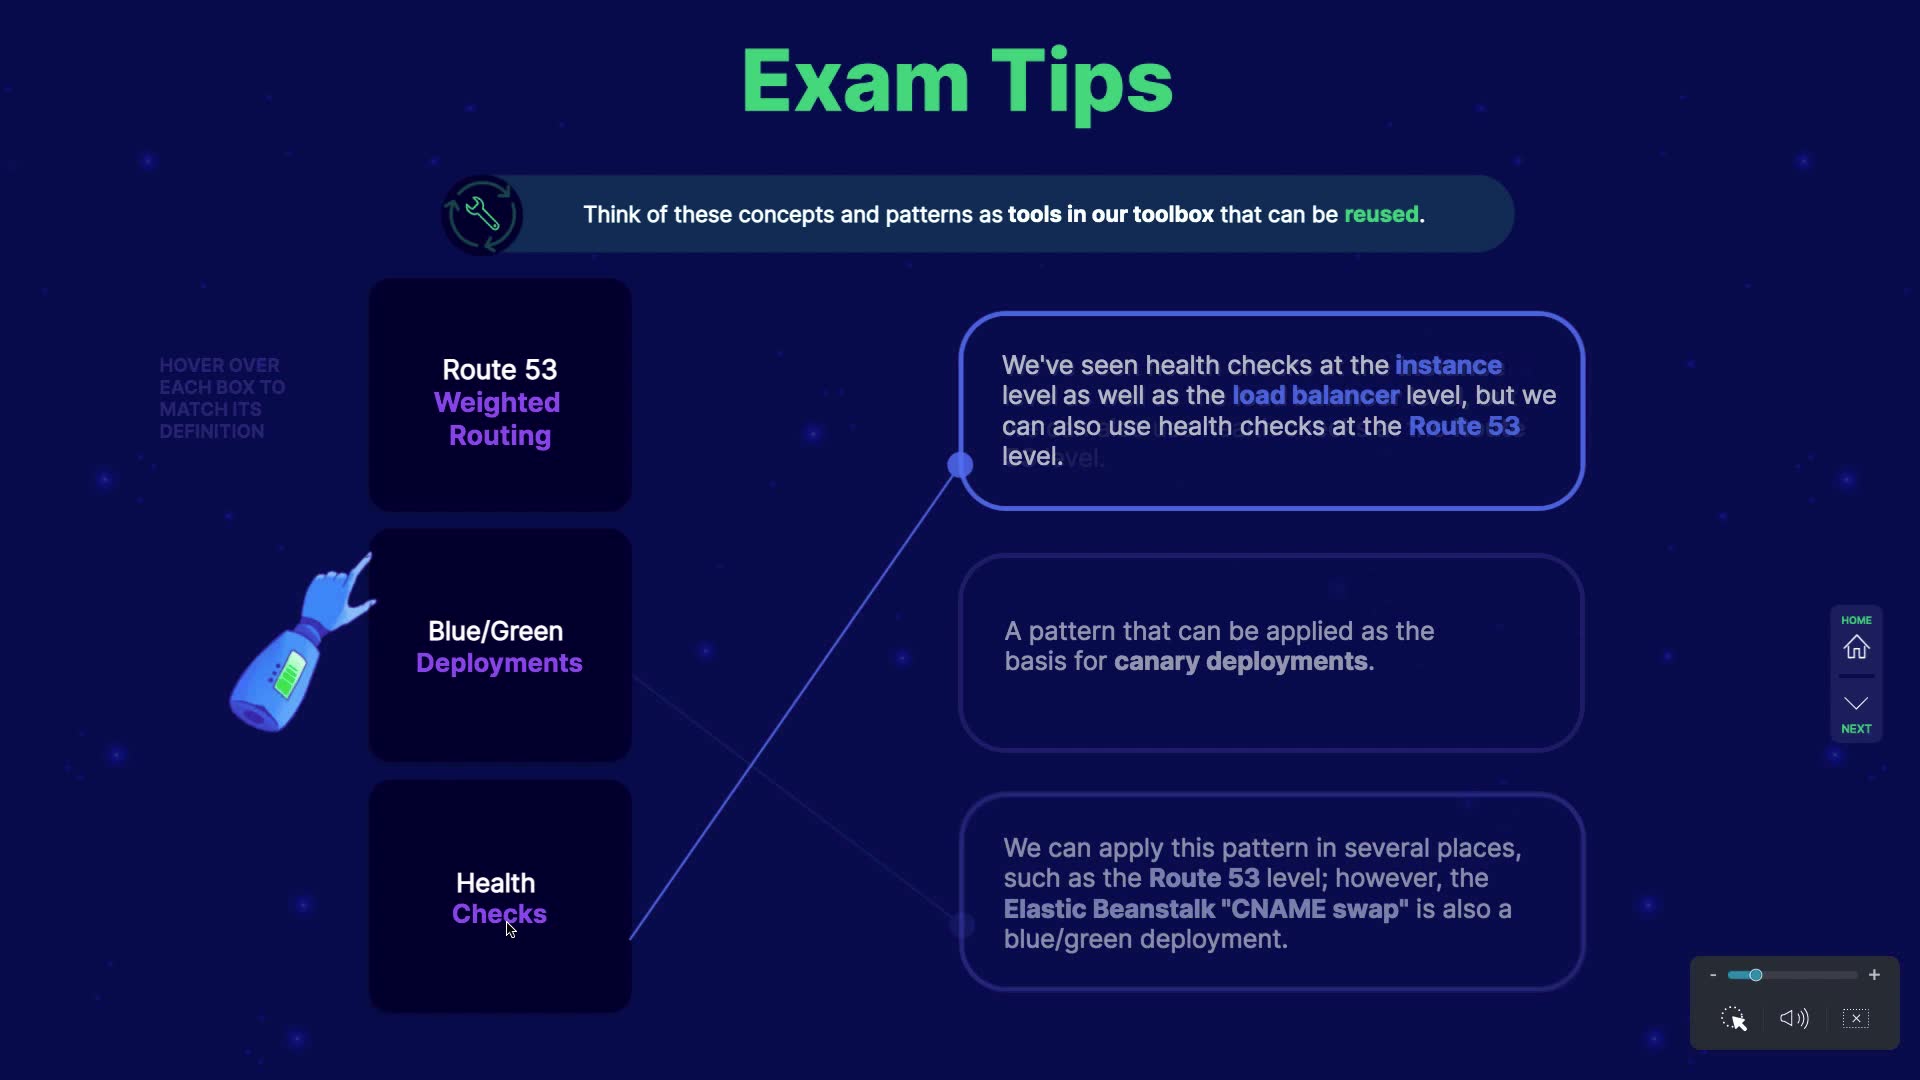 Exam Tips
Think of these concepts and patterns as tools in our toolbox that can be reused.
HOVER OVER
EACH BOX TO
MATCH ITS
DEFINITION
Route 53
Weighted
Routing
Blue/Green
Deployments
Health
Checks
We've seen health checks at the instance
level as well as the load balancer level, but we
can also use health checks at the Route 53
level.
A pattern that can be applied as the
basis for canary deployments.
We can apply this pattern in several places,
such as the Route 53 level; however, the
Elastic Beanstalk "CNAME swap" is also a
blue/green deployment.
HOME
NEXT
- +